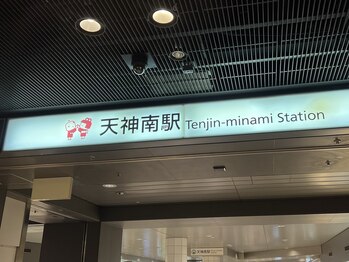 天神南駅 Tenjin-minami Station